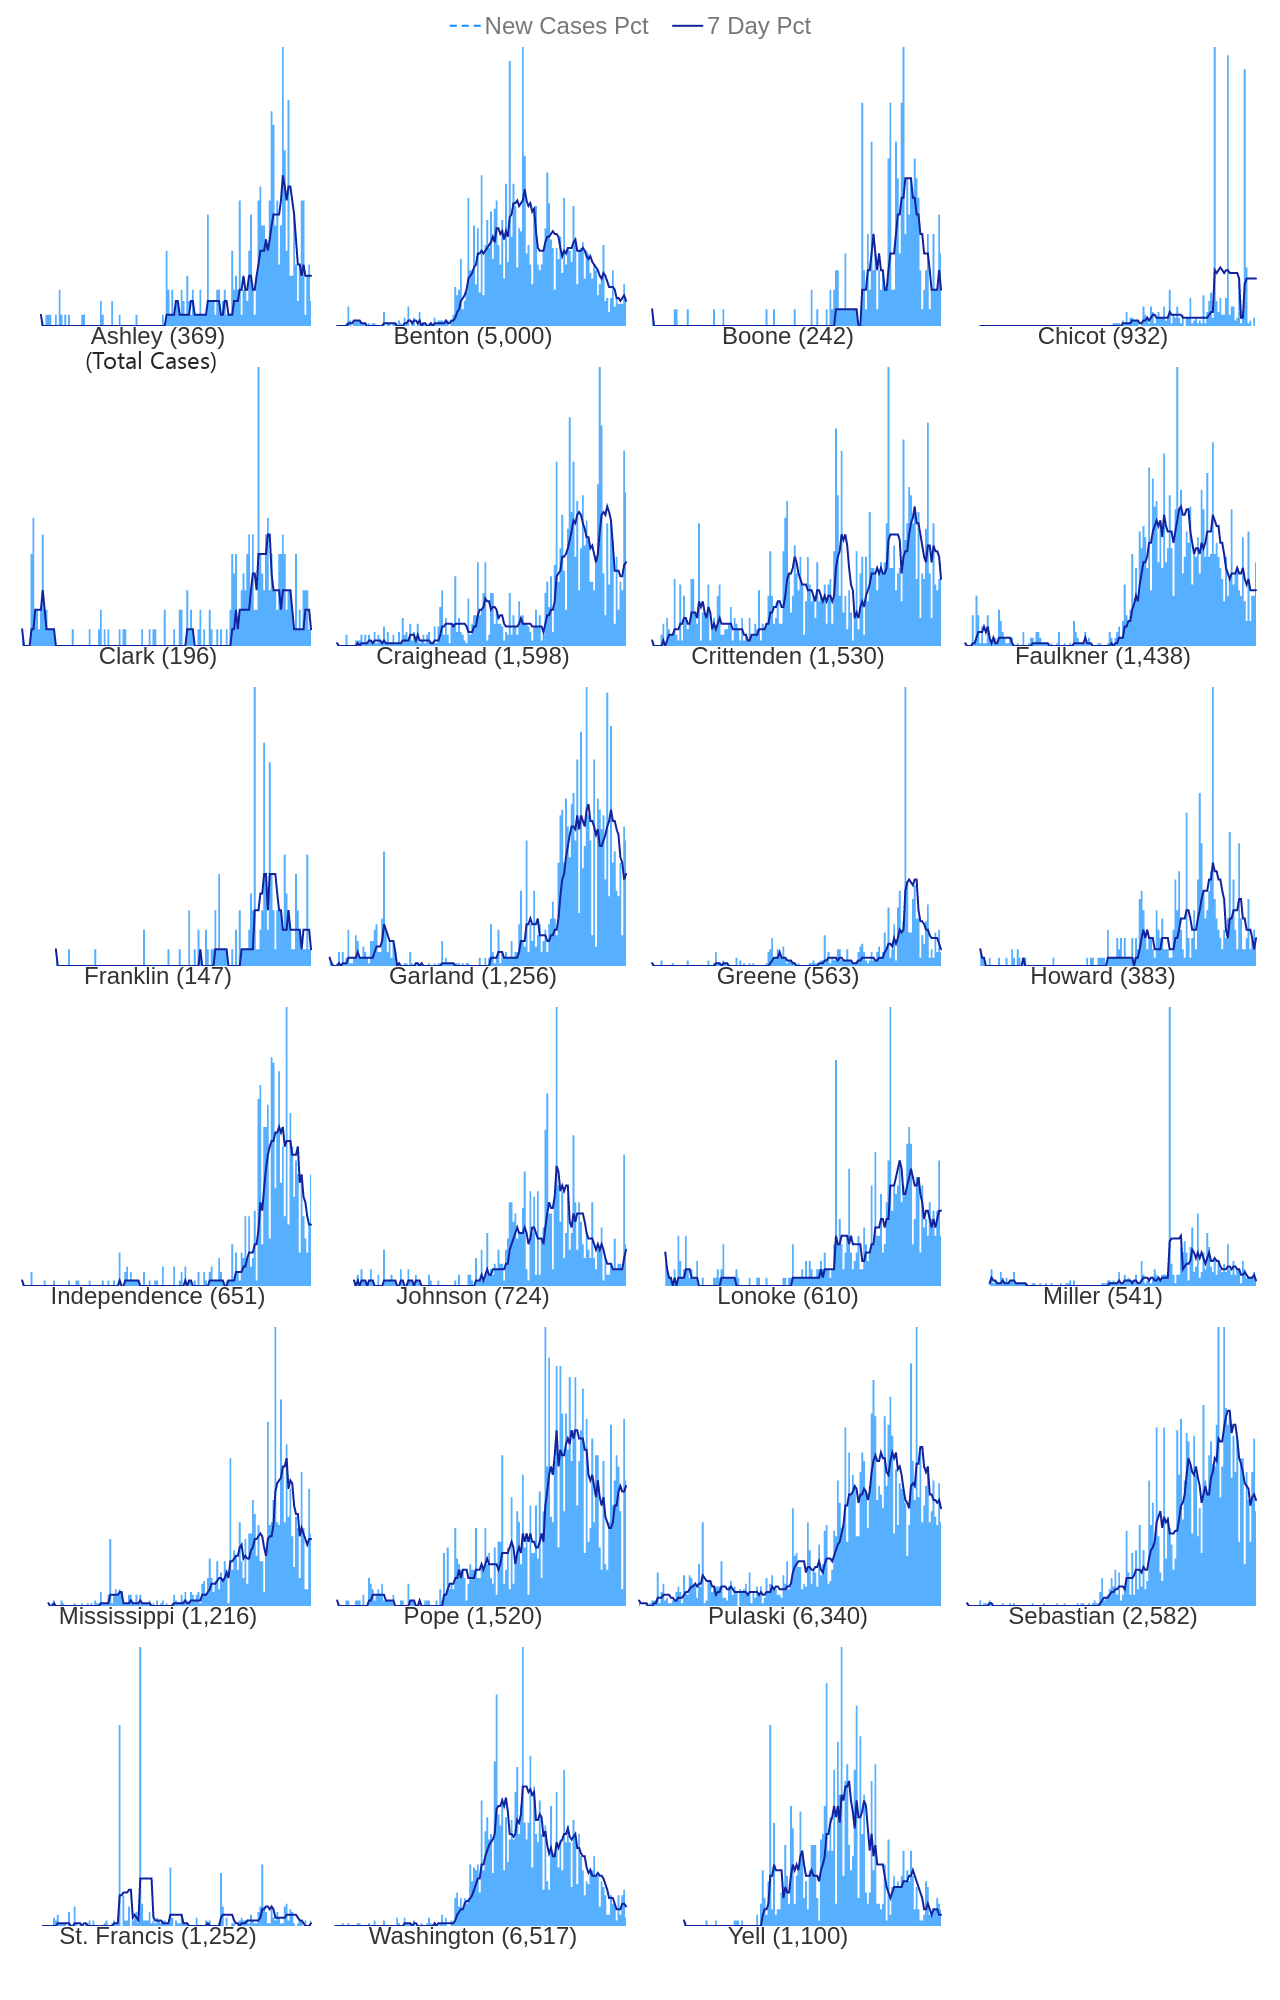 New Cases Pct 7 Day Pct
Ashley (369) Benton (5,000) Boone (242) Chicot (932)
(Total Cases)
Clark (196) Craighead (1,598) Crittenden (1,530) Faulkner (1,438)
Franklin (147) Garland (1,256) Greene (563) Howard (383)
Independence (651) Johnson (724) Lonoke (610) Miller (541)
Mississippi (1,216) Pope (1,520) Pulaski (6,340) Sebastian (2,582)
St. Francis (1,252) Washington (6,517) Yell (1,100)